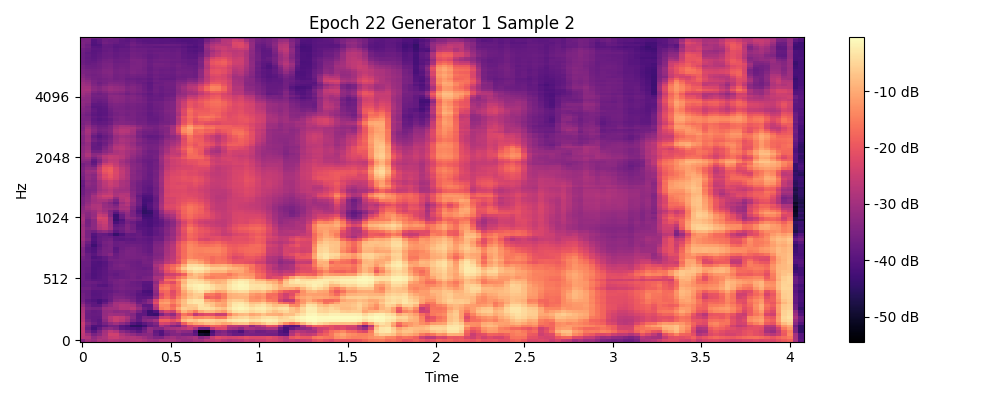 Epoch 22 Generator 1 Sample 2
Hz
4096
2048
1024
512
0
0 0.5 1 1.5 2 2.5 3 3.5 4
Time
-10 dB
-20 dB
-30 dB
-40 dB
-50 dB